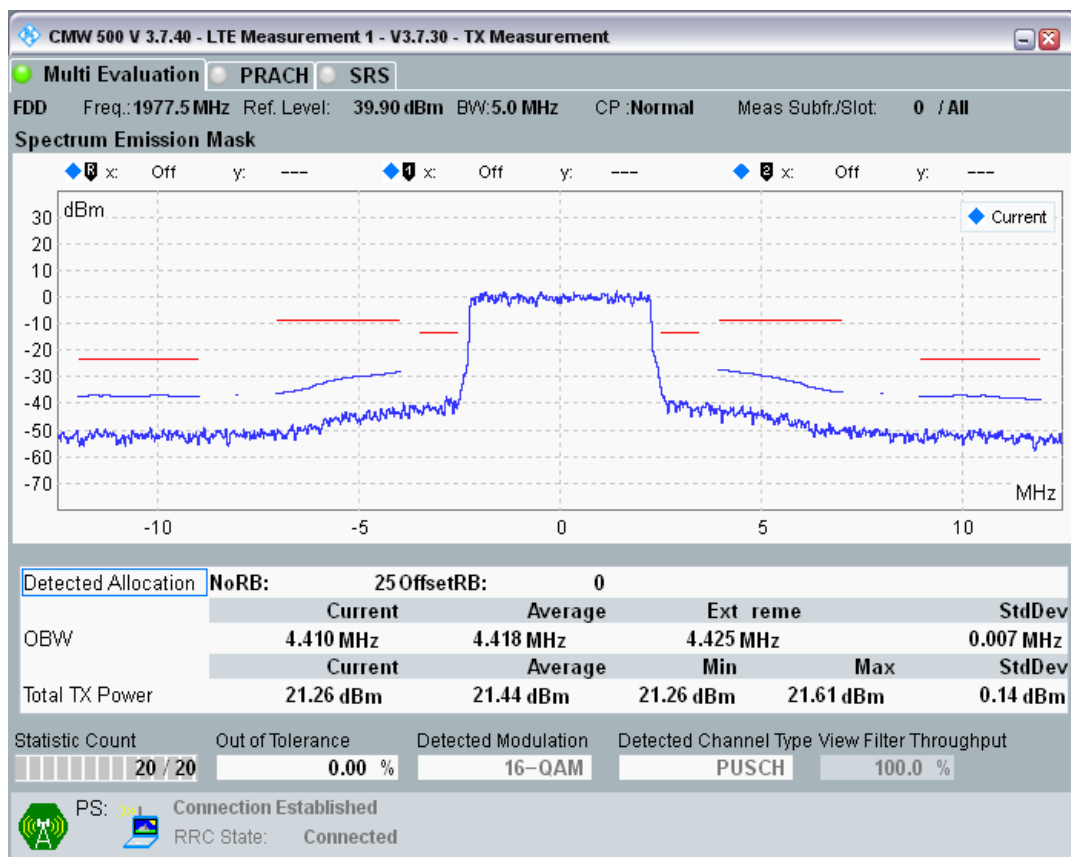 CMW 500 V 3.7.40 - LTE Measurement 1 - V3.7.30 - TX Measurement
Multi Evaluation PRACH SRS
FDD Freq.: 1977.5 MHz Ref. Level: 39.90 dBm BW: 5.0 MHz CP : Normal Meas Subfr./Slot: 0 / All
Spectrum Emission Mask
R x: Off y: --- 1 x: Off y: --- 2 x: Off y: ---
dBm
Current
30
20
10
0
-10
-20
-30
-40
-50
-60
-70
MHz
-10 -5 0 5 10
Detected Allocation NoRB: 25 OffsetRB: 0
Current Average Ext reme StdDev
OBW 4.410 MHz 4.418 MHz 4.425 MHz 0.007 MHz
Current Average Min Max StdDev
Total TX Power 21.26 dBm 21.44 dBm 21.26 dBm 21.61 dBm 0.14 dBm
Statistic Count Out of Tolerance Detected Modulation Detected Channel Type View Filter Throughput
20 / 20 0.00 % 16-QAM PUSCH 100.0 %
PS: Connection Established
RRC State: Connected